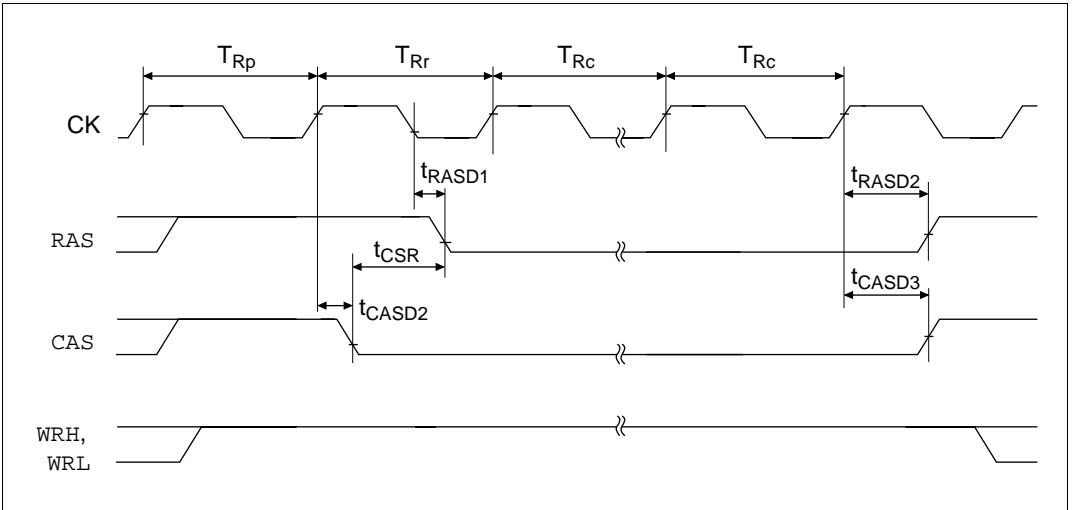 TRp TRr TRc TRc
CK
tRASD1 tRASD2
RAS
tCSR
tCASD3
tCASD2
CAS
WRH,
WRL